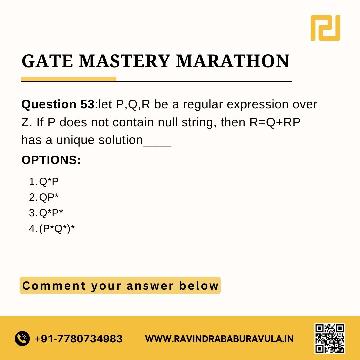 GATE MASTERY MARATHON
Question 53:let P,Q,R be a regular expression over
Z. If P does not contain null string, then R=Q+RP
has a unique solution____
OPTIONS:
1. Q*P
2. QP*
3. Q*P*
4. (P*Q*)*
Comment your answer below
+91-7780734983 WWW.RAVINDRABABURAVULA.IN